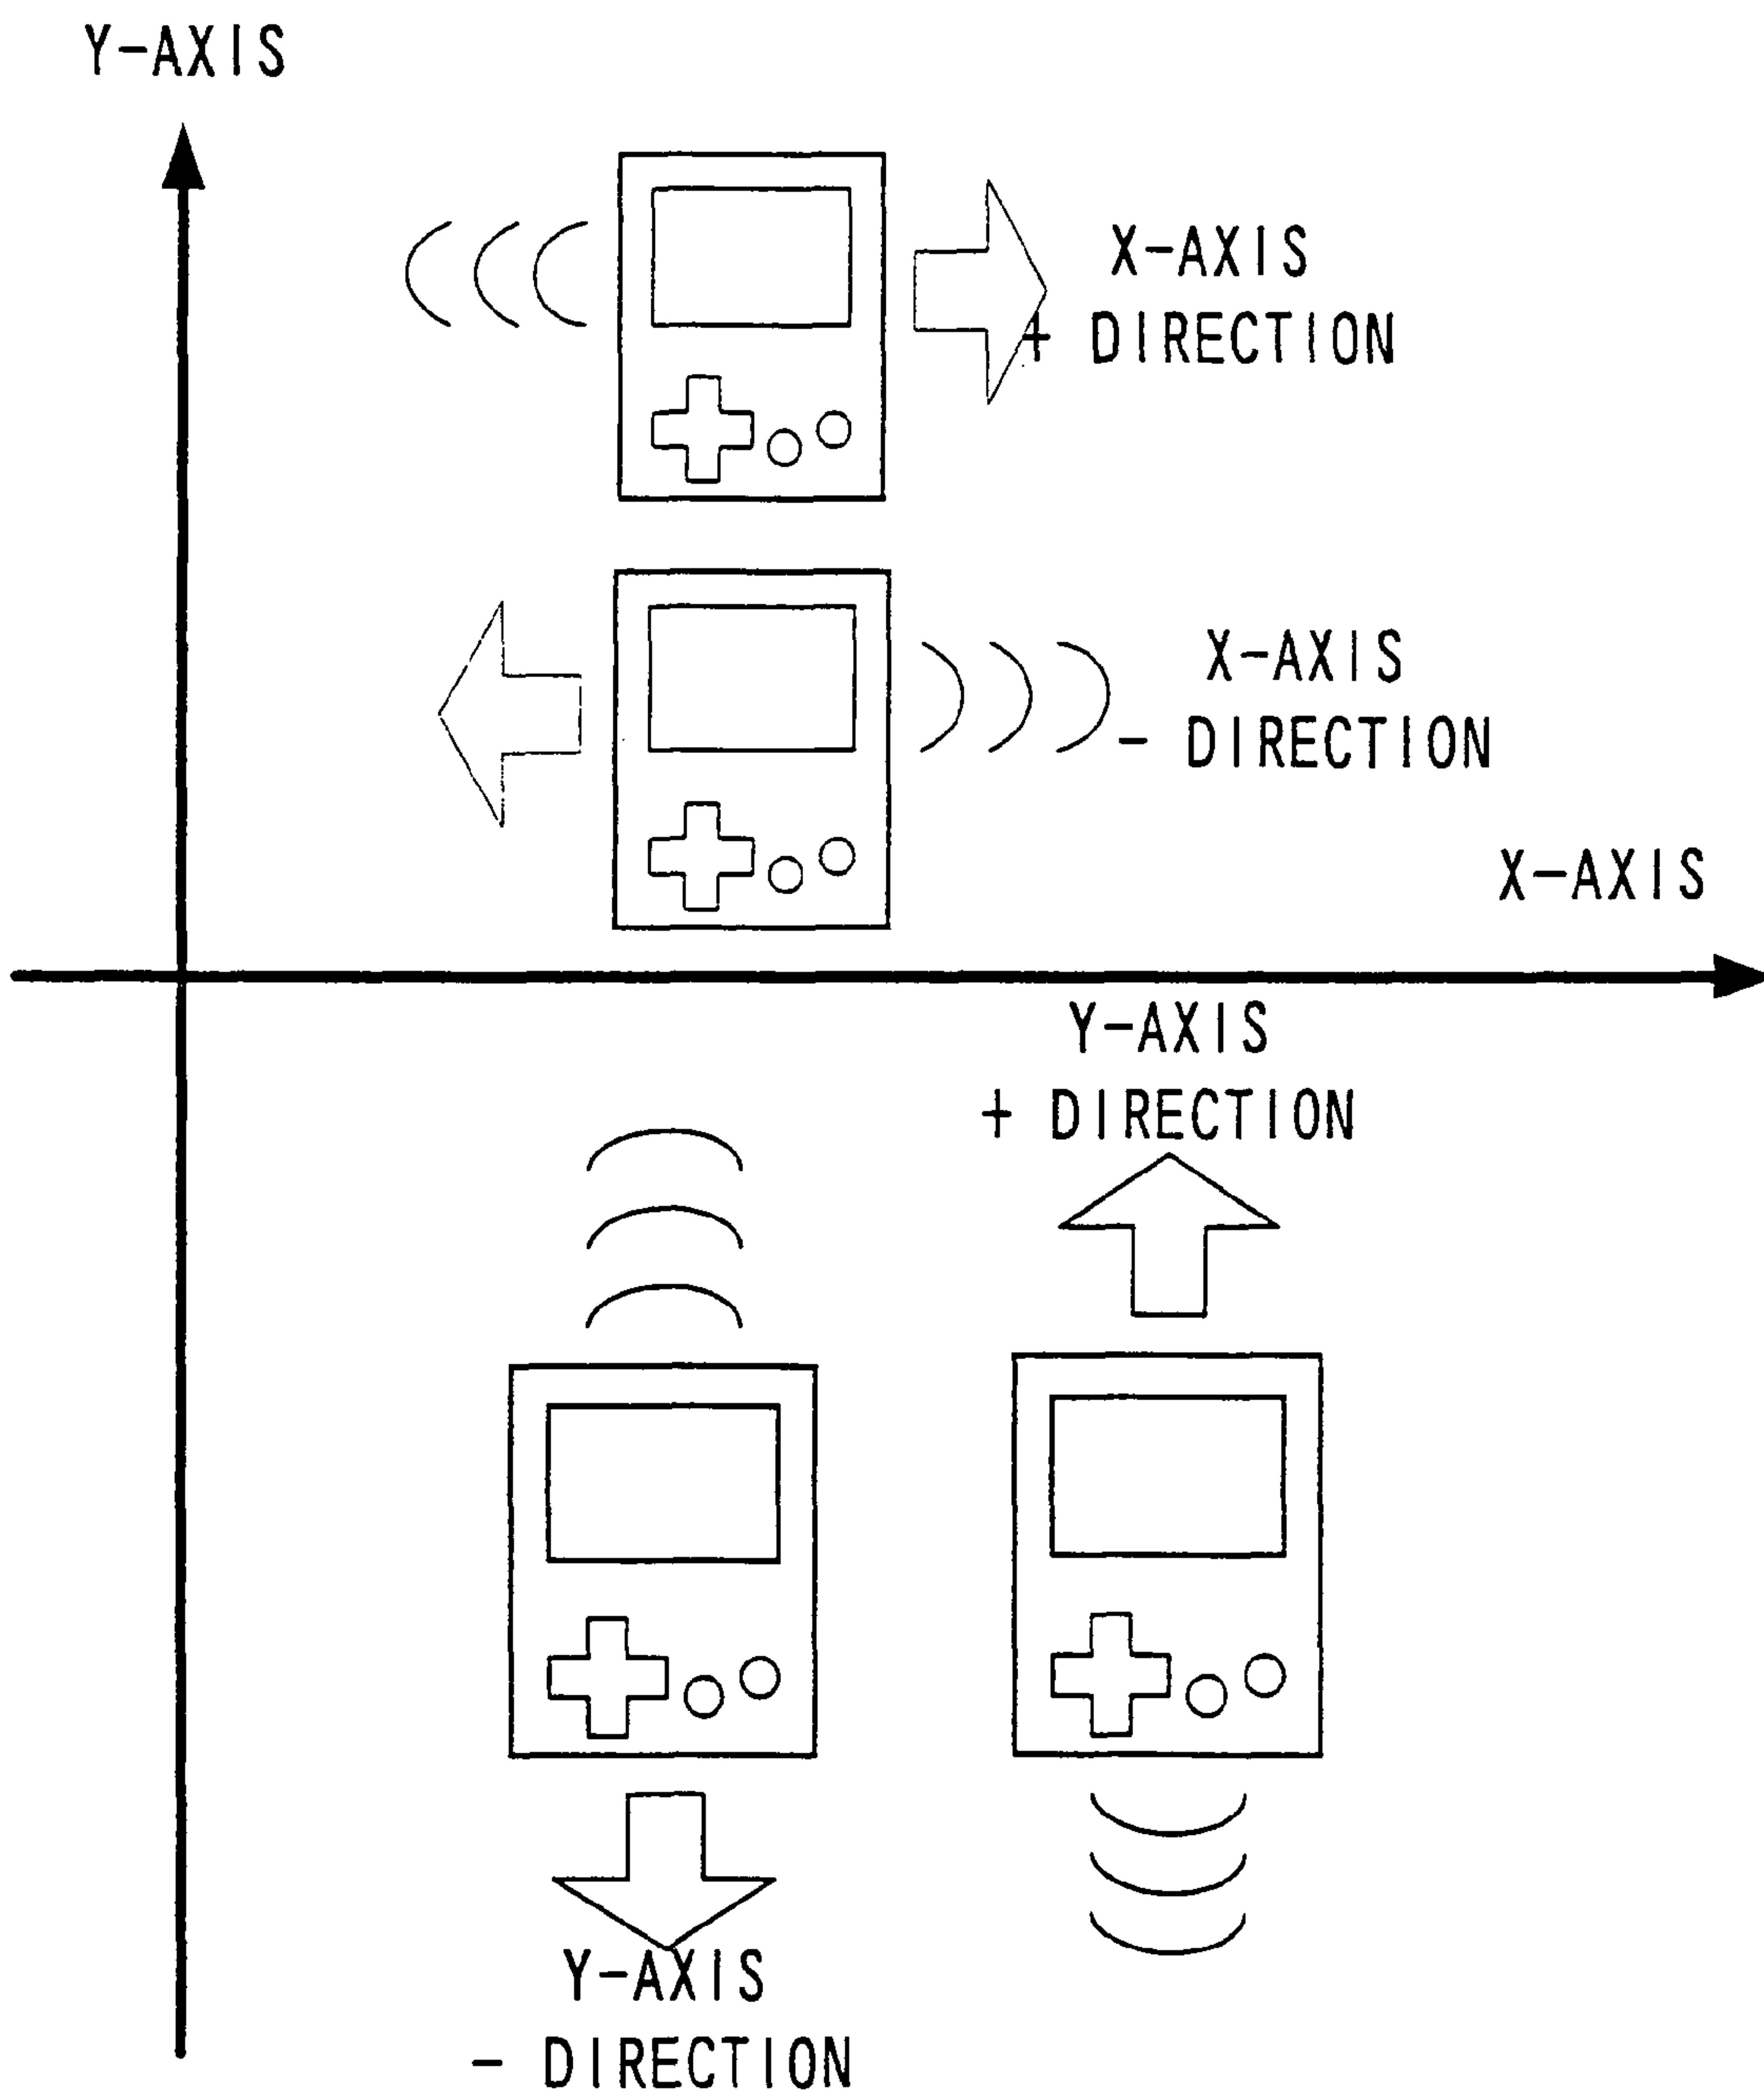 Y-AXIS
X-AXIS
+ DIRECTION
X-AXIS
- DIRECTION
X-AXIS
Y-AXIS
+ DIRECTION
Y-AXIS
- DIRECTION